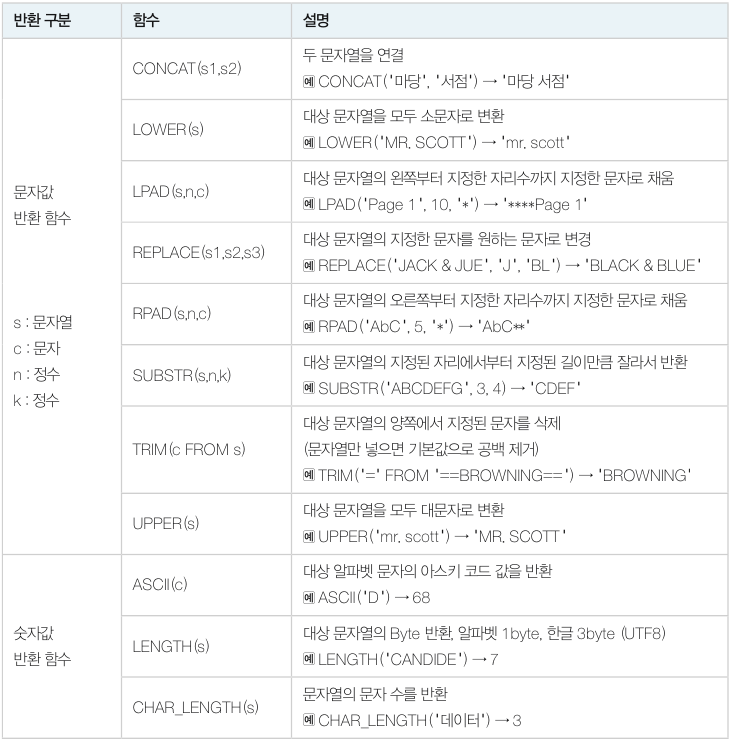 반환 구분 함수 설명
문자값
반환 함수
s : 문자열
c : 문자
n : 정수
k : 정수
CONCAT(s1,s2)
두 문자열을 연결
예 CONCAT('마당', '서점') → '마당 서점'
LOWER(s)
대상 문자열을 모두 소문자로 변환
예 LOWER('MR. SCOTT') → 'mr. scott'
LPAD(s,n,c)
대상 문자열의 왼쪽부터 지정한 자리수까지 지정한 문자로 채움
예 LPAD('Page 1', 10, '*') → '****Page 1'
REPLACE(s1,s2,s3)
대상 문자열의 지정한 문자를 원하는 문자로 변경
예 REPLACE('JACK & JUE', 'J', 'BL') → 'BLACK & BLUE'
RPAD(s,n,c)
대상 문자열의 오른쪽부터 지정한 자리수까지 지정한 문자로 채움
예 RPAD('AbC', 5, '*') → 'AbC**'
SUBSTR(s,n,k)
대상 문자열의 지정된 자리에서부터 지정된 길이만큼 잘라서 반환
예 SUBSTR('ABCDEFG', 3, 4) → 'CDEF'
TRIM(c FROM s)
대상 문자열의 양쪽에서 지정된 문자를 삭제
(문자열만 넣으면 기본값으로 공백 제거)
예 TRIM('=' FROM '==BROWNING==') → 'BROWNING'
UPPER(s)
대상 문자열을 모두 대문자로 변환
예 UPPER('mr. scott') → 'MR. SCOTT'
숫자값
반환 함수
ASCII(c)
대상 알파벳 문자의 아스키 코드 값을 반환
예 ASCII('D') → 68
LENGTH(s)
대상 문자열의 Byte 반환, 알파벳 1byte, 한글 3byte (UTF8)
예 LENGTH('CANDIDE') → 7
CHAR_LENGTH(s)
문자열의 문자 수를 반환
예 CHAR_LENGTH('데이터') → 3